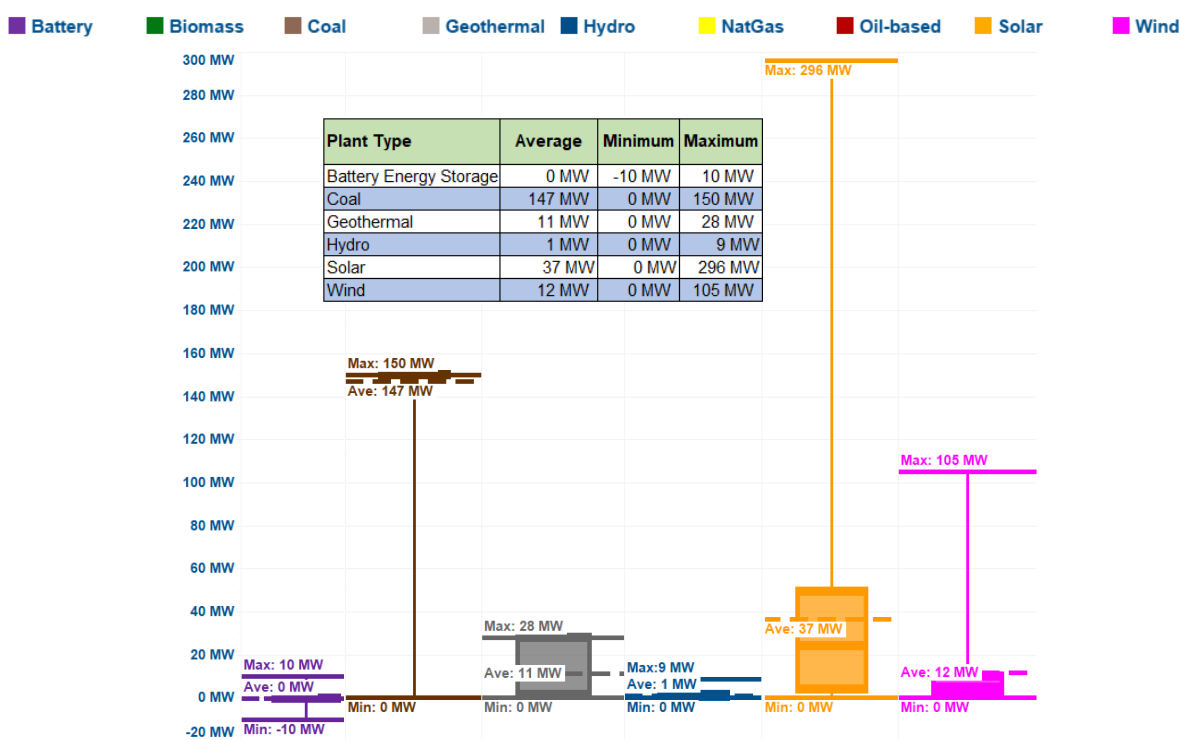 Battery Biomass Coal Geothermal Hydro NatGas Oil-based Solar Wind
300 MW
Max: 296 MW
280 MW
260 MW
240 MW
220 MW
200 MW
180 MW
160 MW
140 MW
120 MW
100 MW
80 MW
60 MW
40 MW
20 MW
0 MW
-20 MW
Plant Type Average Minimum Maximum
Battery Energy Storage 0 MW -10 MW 10 MW
Coal 147 MW 0 MW 150 MW
Geothermal 11 MW 0 MW 28 MW
Hydro 1 MW 0 MW 9 MW
Solar 37 MW 0 MW 296 MW
Wind 12 MW 0 MW 105 MW
Max: 150 MW
Ave: 147 MW
Max: 105 MW
Max: 28 MW
Ave: 37 MW
Max: 10 MW
Max:9 MW
Ave: 11 MW
Ave: 12 MW
Ave: 0 MW
Ave: 1 MW
Min: 0 MW
Min: 0 MW
Min: 0 MW
Min: 0 MW
Min: 0 MW
Min: -10 MW